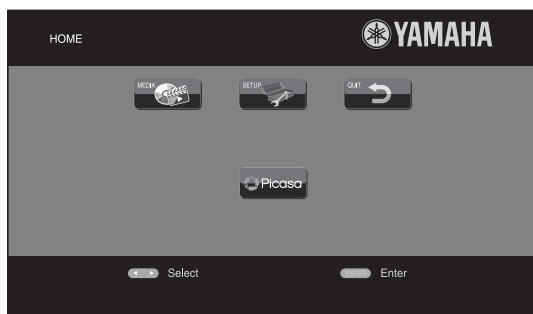 HOME
YAMAHA
MEDIA
SETUP
QUIT
Picasa
Select
ENTER Enter